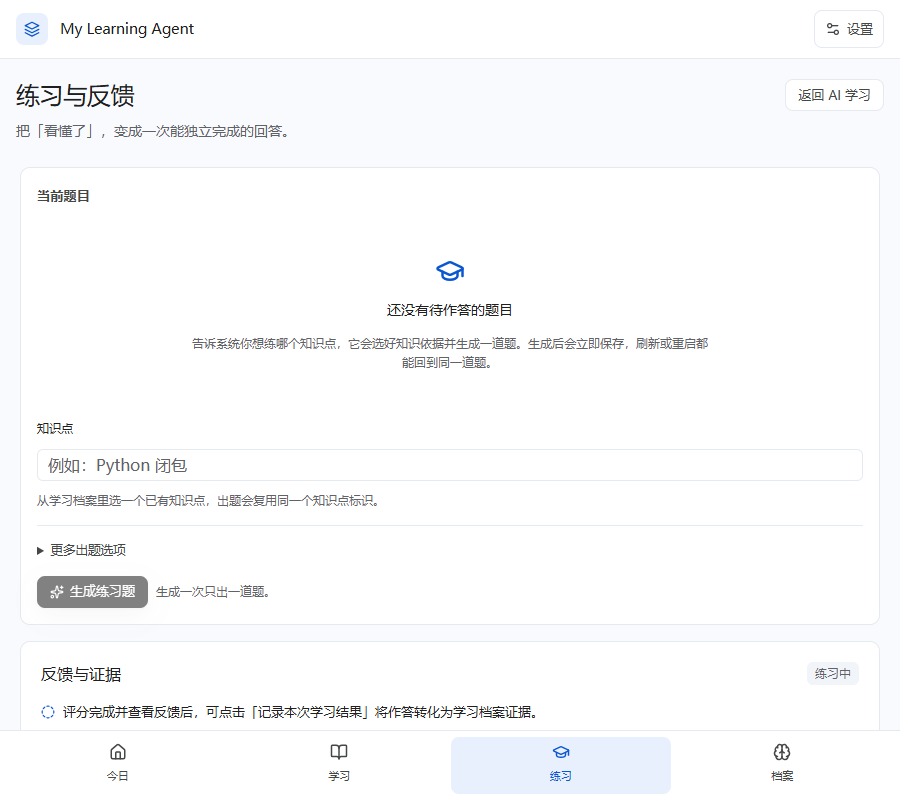 My Learning Agent
设置
练习与反馈
返回 AI 学习
把「看懂了」，变成一次能独立完成的回答。
当前题目
还没有待作答的题目
告诉系统你想练哪个知识点，它会选好知识依据并生成一道题。生成后会立即保存，刷新或重启都
能回到同一道题。
知识点
例如：Python 闭包
从学习档案里选一个已有知识点，出题会复用同一个知识点标识。
更多出题选项
生成练习题
生成一次只出一道题。
反馈与证据
练习中
评分完成并查看反馈后，可点击「记录本次学习结果」将作答转化为学习档案证据。
今日
学习
练习
档案